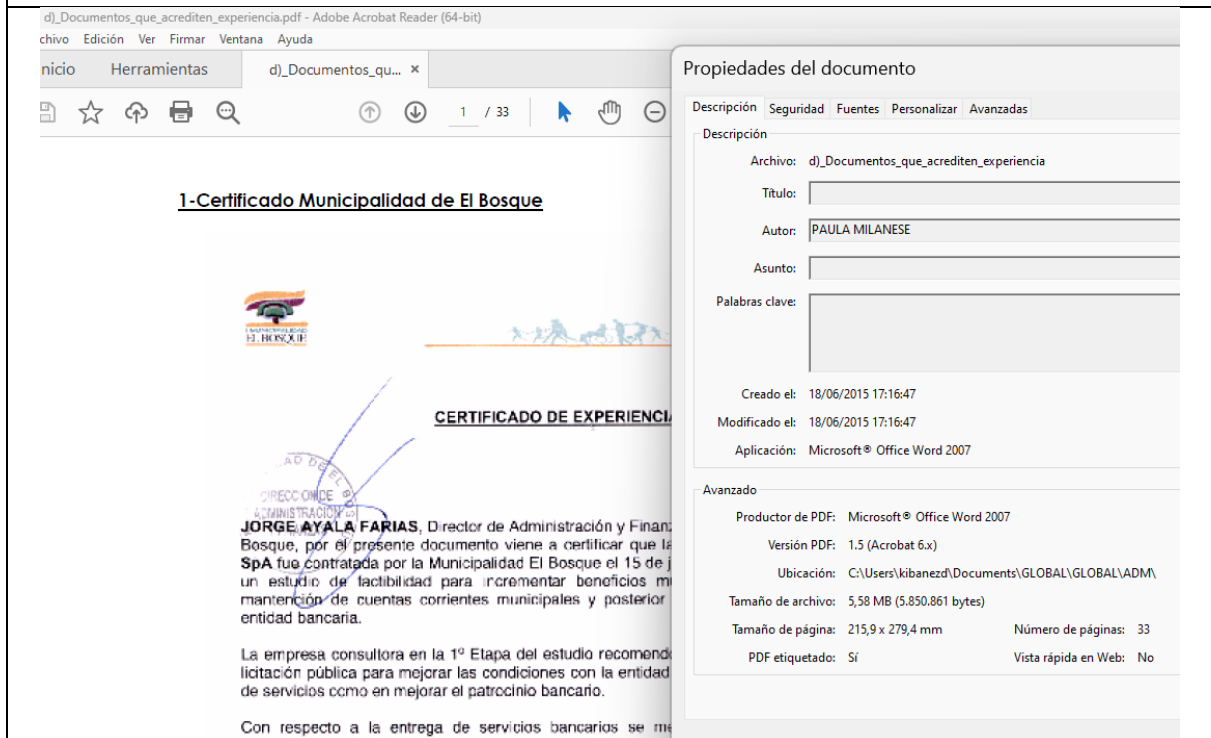 d)_Documentos_que_acrediten_experiencia.pdf - Adobe Acrobat Reader (64-bit)
chivo Edición Ver Firmar Ventana Ayuda
nicio Herramientas d)_Documentos_qu... ×
1 / 33
1-Certificado Municipalidad de El Bosque
I. MUNICIPALIDAD
EL BOSQUE
CERTIFICADO DE EXPERIENCI
DIRECCION DE
ADMINISTRACION
JORGE AYALA FARIAS, Director de Administración y Finanz
Bosque, por el presente documento viene a certificar que la
SpA fue contratada por la Municipalidad El Bosque el 15 de j
un estudio de factibilidad para incrementar beneficios mu
mantención de cuentas corrientes municipales y posterior
entidad bancaria.
La empresa consultora en la 1º Etapa del estudio recomendó
licitación pública para mejorar las condiciones con la entidad
de servicios como en mejorar el patrocinio bancario.
Con respecto a la entrega de servicios bancarios se me
Propiedades del documento
Descripción Seguridad Fuentes Personalizar Avanzadas
Descripción
Archivo: d)_Documentos_que_acrediten_experiencia
Título:
Autor: PAULA MILANESE
Asunto:
Palabras clave:
Creado el: 18/06/2015 17:16:47
Modificado el: 18/06/2015 17:16:47
Aplicación: Microsoft® Office Word 2007
Avanzado
Productor de PDF: Microsoft® Office Word 2007
Versión PDF: 1.5 (Acrobat 6.x)
Ubicación: C:\Users\kibanezd\Documents\GLOBAL\GLOBAL\ADM\
Tamaño de archivo: 5,58 MB (5.850.861 bytes)
Tamaño de página: 215,9 x 279,4 mm Número de páginas: 33
PDF etiquetado: Sí Vista rápida en Web: No